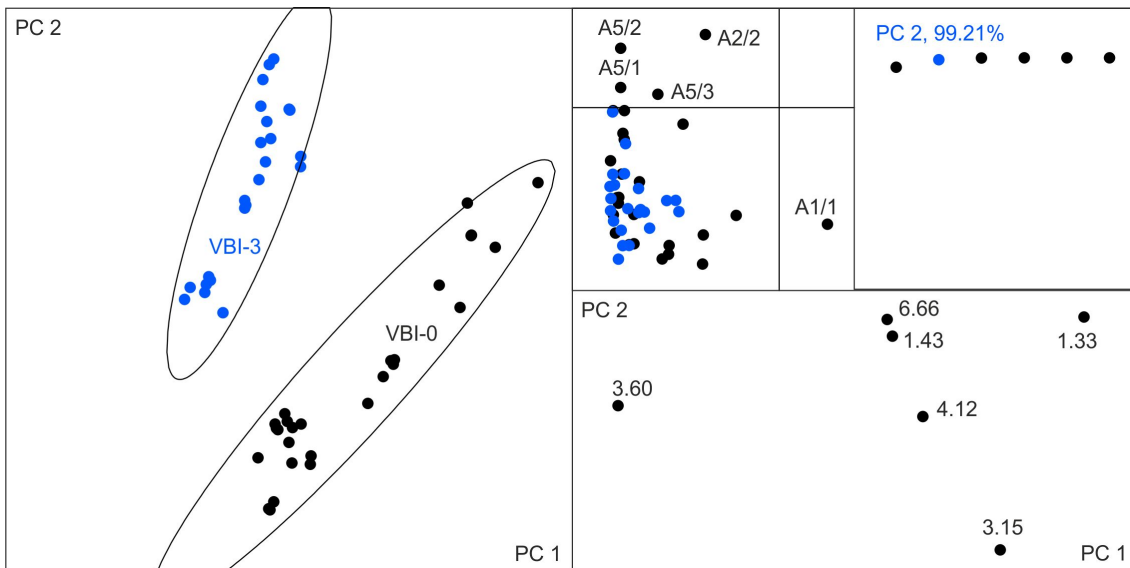 PC 2
VBI-3
VBI-0
PC 1
A5/2
A2/2
A5/1
A5/3
A1/1
PC 2, 99.21%
PC 2
6.66
1.43
1.33
3.60
4.12
3.15
PC 1